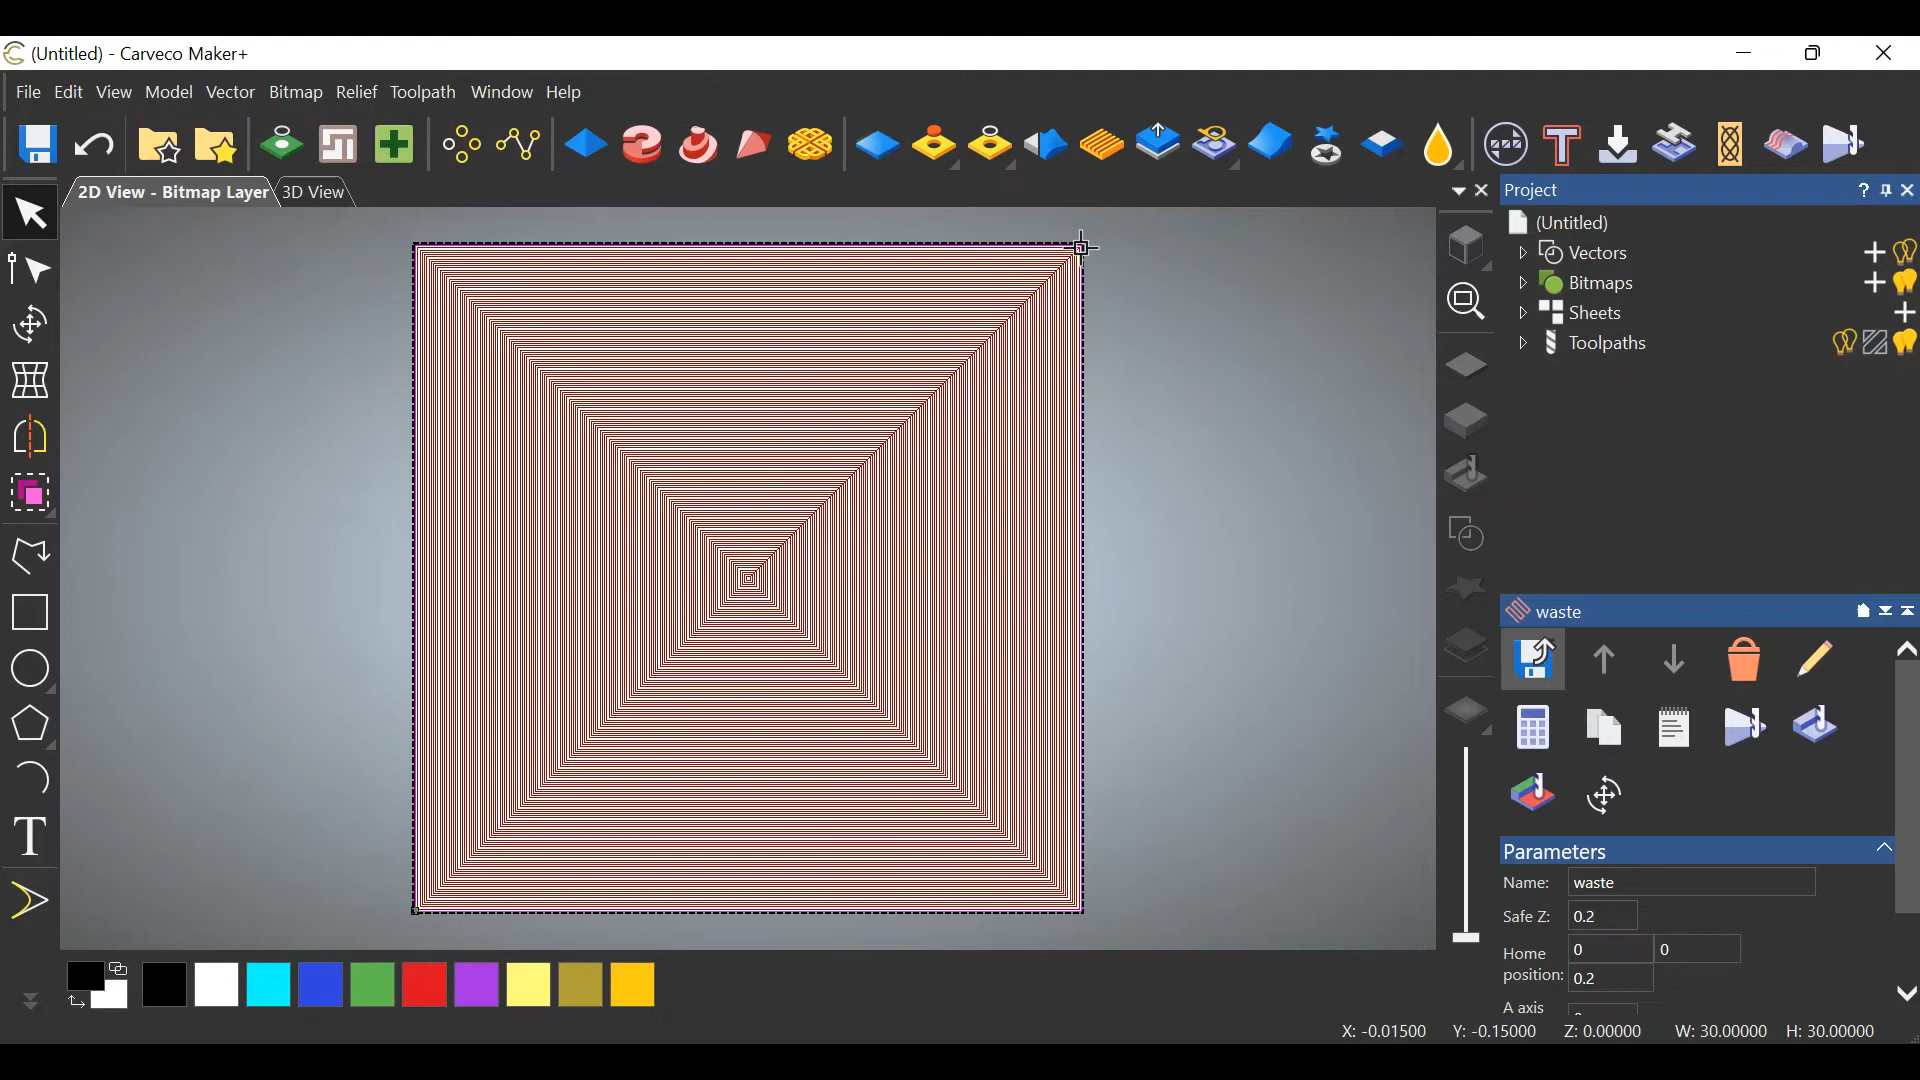 (Untitled) - Carveco Maker+
File Edit View Model Vector Bitmap Relief Toolpath Window Help
2D View - Bitmap Layer 3D View
Project
(Untitled)
Vectors
Bitmaps
Sheets
Toolpaths
waste
Parameters
Name: waste
Safe Z: 0.2
Home position: 0 0
0.2
A axis
T
X: -0.01500 Y: -0.15000 Z: 0.00000 W: 30.00000 H: 30.00000